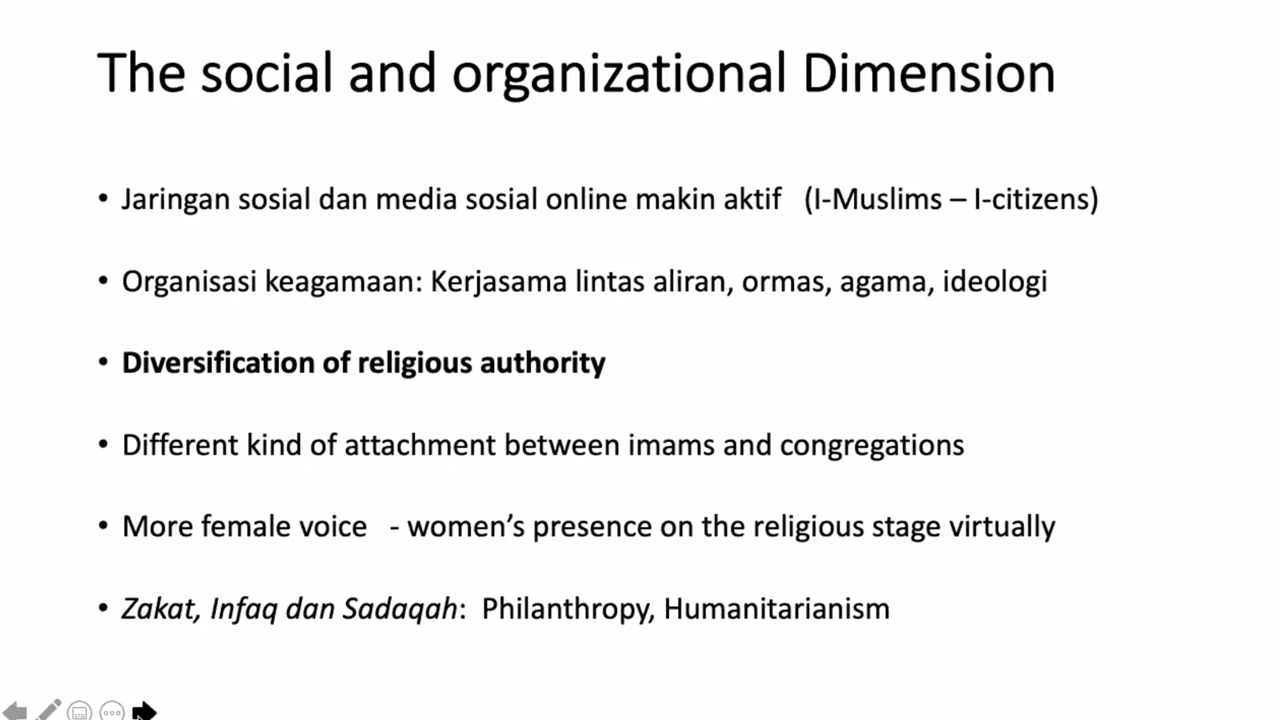 The social and organizational Dimension
• Jaringan sosial dan media sosial online makin aktif (I-Muslims – I-citizens)
• Organisasi keagamaan: Kerjasama lintas aliran, ormas, agama, ideologi
• Diversification of religious authority
• Different kind of attachment between imams and congregations
• More female voice - women’s presence on the religious stage virtually
• Zakat, Infaq dan Sadaqah: Philanthropy, Humanitarianism